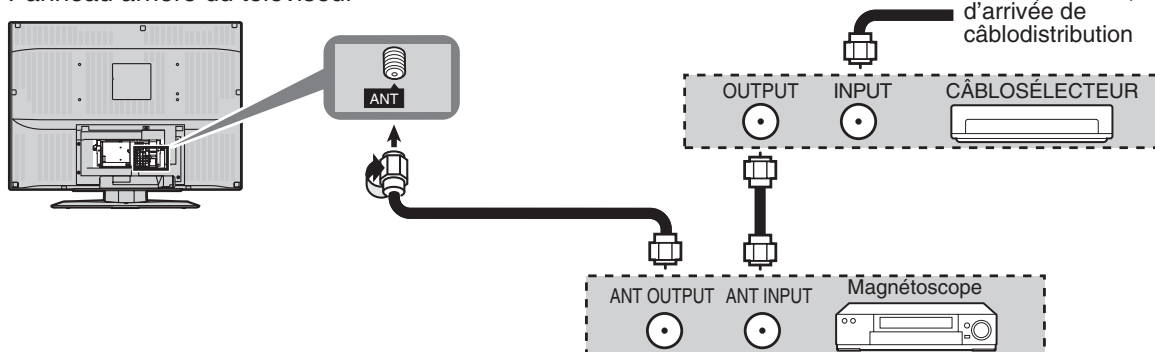 Panneau arrière du téléviseur
d'arrivée de
câblodistribution
OUTPUT INPUT CÂBLOSÉLECTEUR
ANT
ANT OUTPUT ANT INPUT Magnétoscope